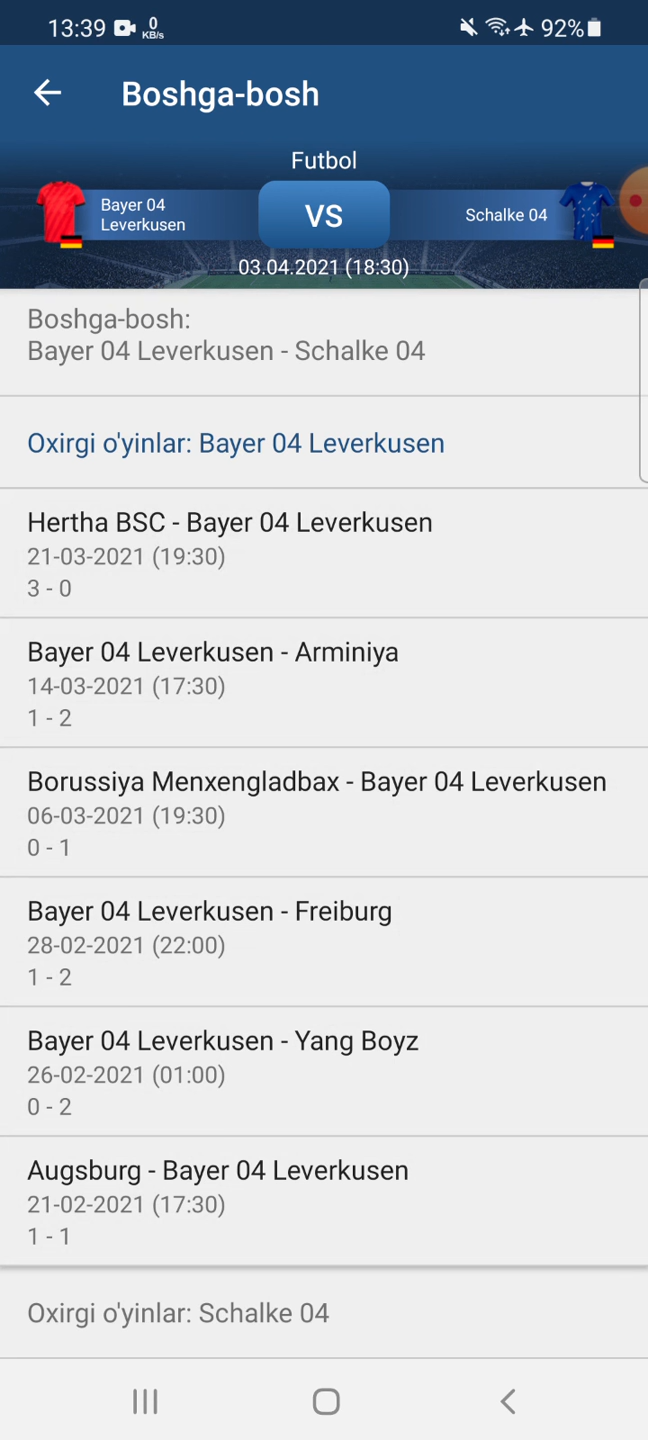 13:39 0 KB/s 92%
Boshga-bosh
Futbol
Bayer 04
Leverkusen
VS
Schalke 04
03.04.2021 (18:30)
Boshga-bosh:
Bayer 04 Leverkusen - Schalke 04
Oxirgi o'yinlar: Bayer 04 Leverkusen
Hertha BSC - Bayer 04 Leverkusen
21-03-2021 (19:30)
3 - 0
Bayer 04 Leverkusen - Arminiya
14-03-2021 (17:30)
1 - 2
Borussiya Menxengladbax - Bayer 04 Leverkusen
06-03-2021 (19:30)
0 - 1
Bayer 04 Leverkusen - Freiburg
28-02-2021 (22:00)
1 - 2
Bayer 04 Leverkusen - Yang Boyz
26-02-2021 (01:00)
0 - 2
Augsburg - Bayer 04 Leverkusen
21-02-2021 (17:30)
1 - 1
Oxirgi o'yinlar: Schalke 04